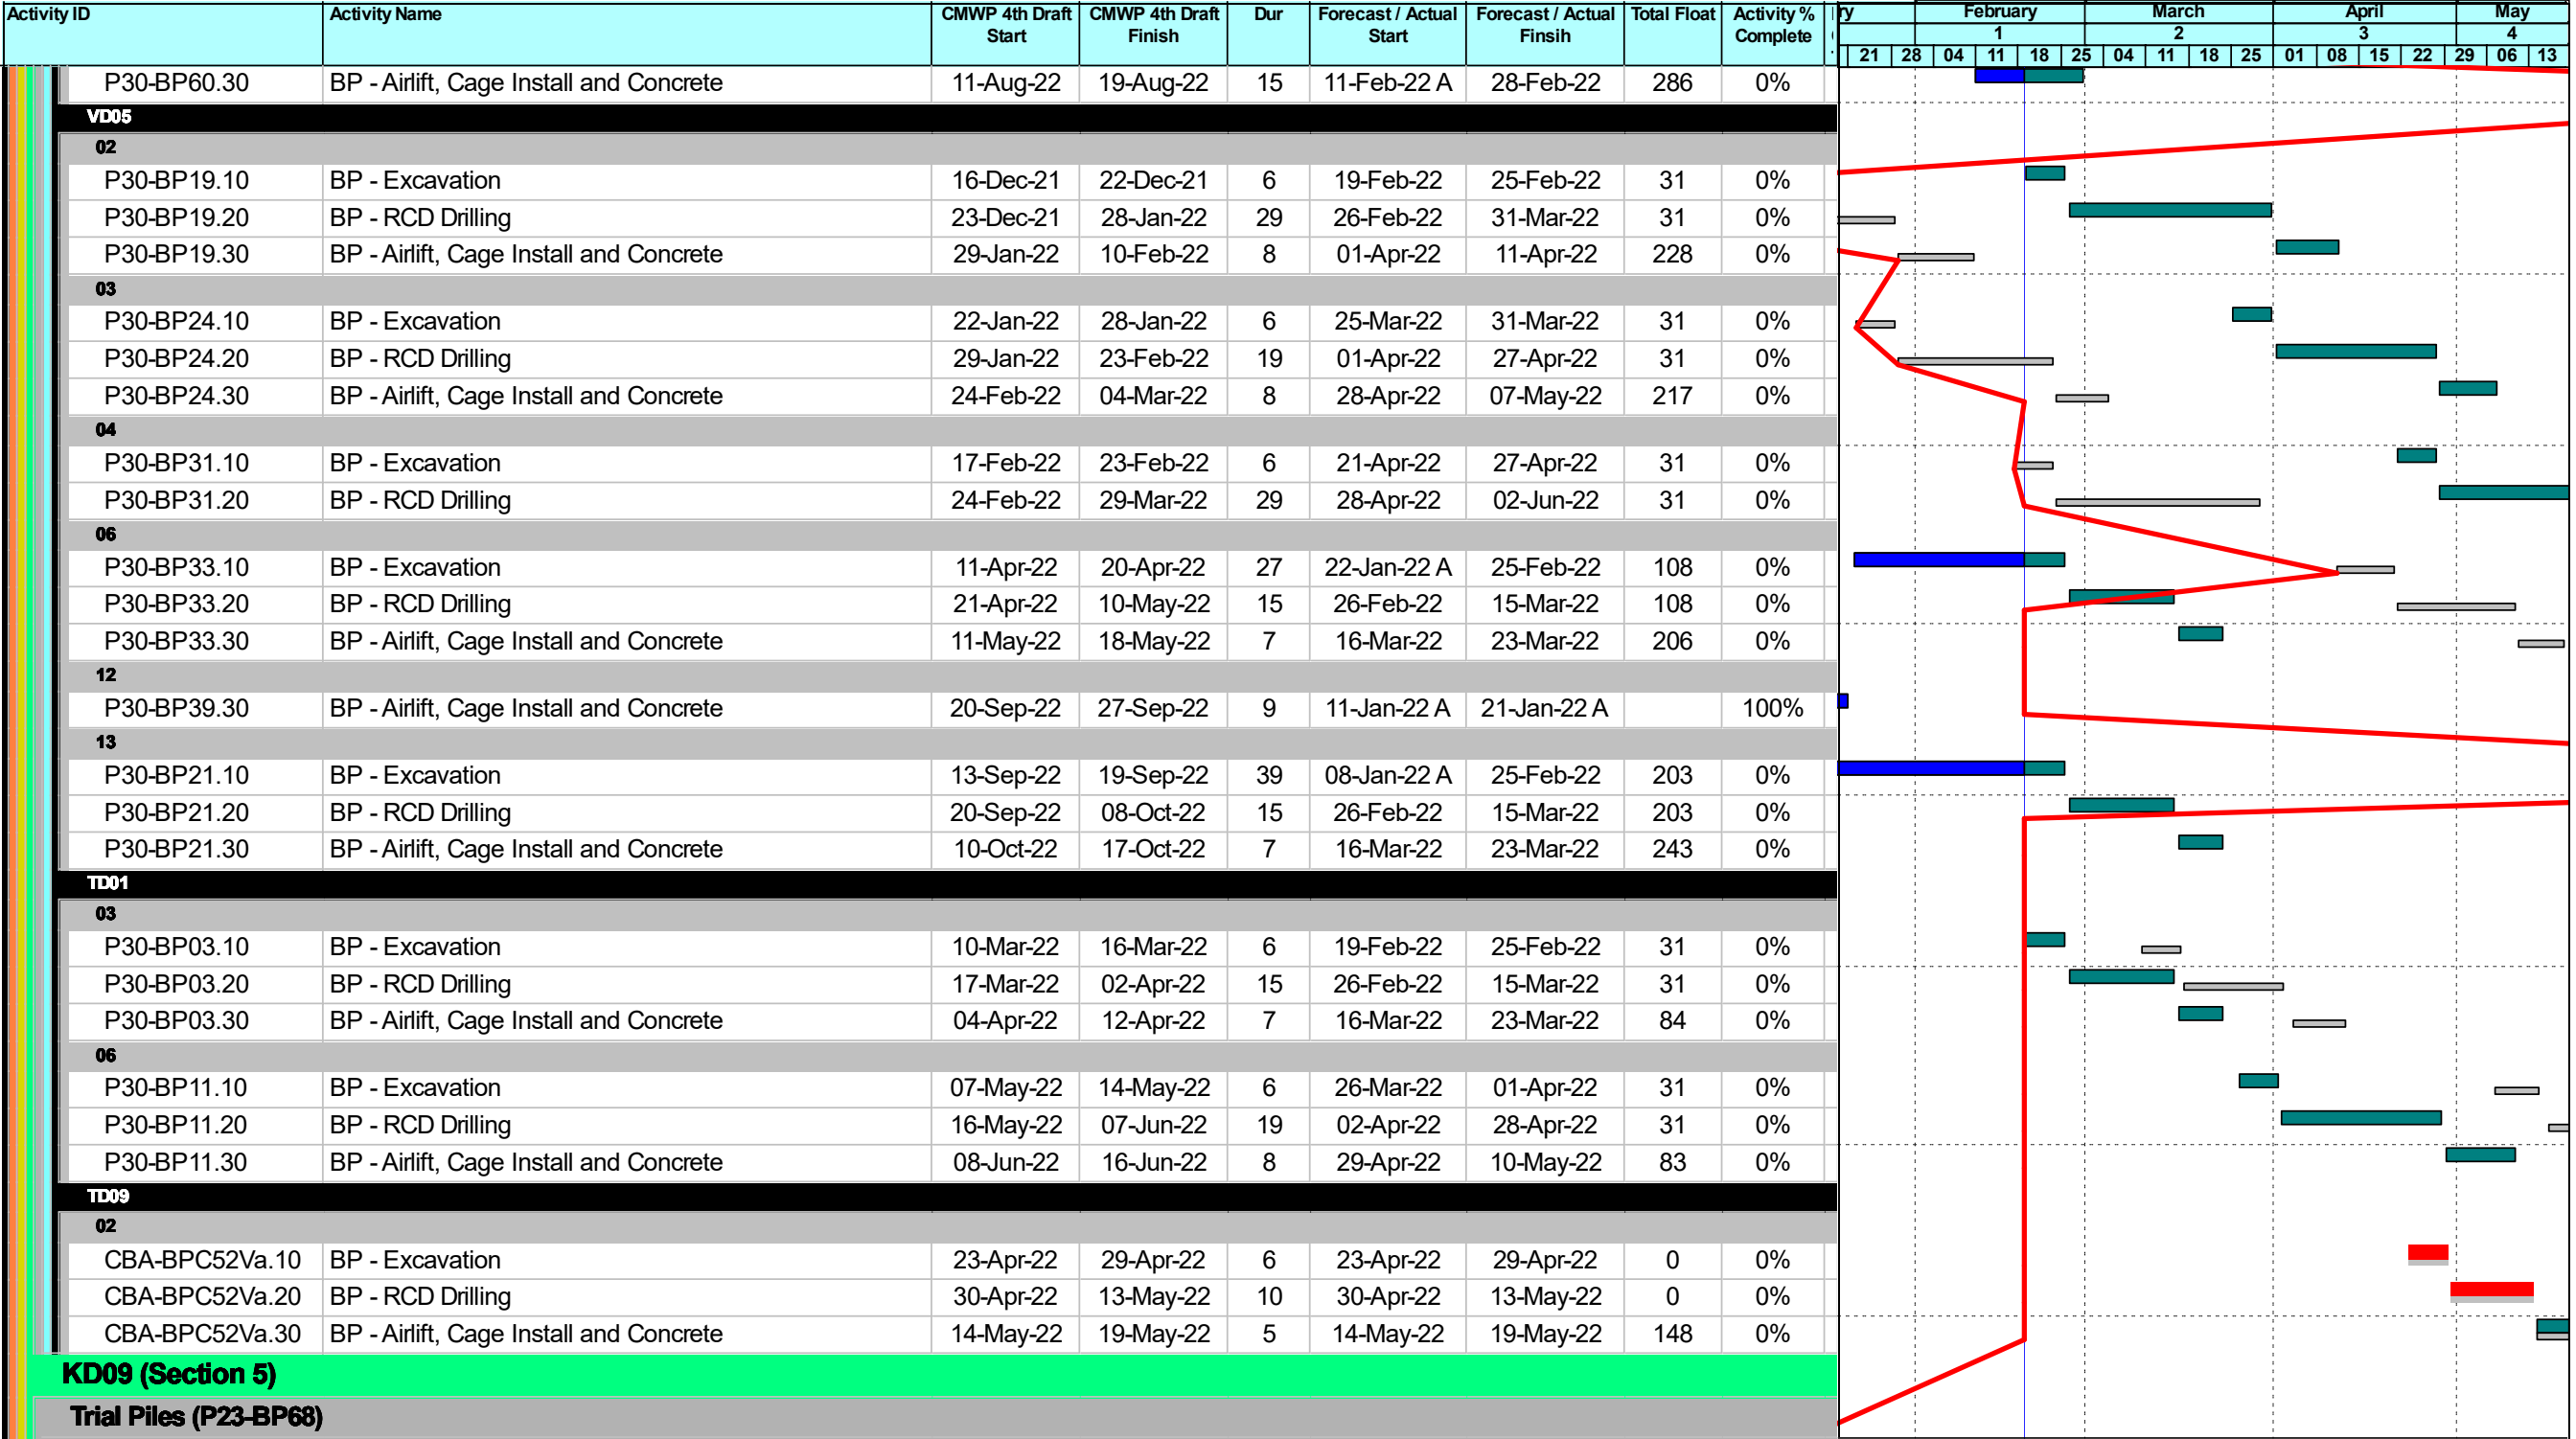 Activity ID Activity Name CMWP 4th Draft Start CMWP 4th Draft Finish Dur Forecast / Actual Start Forecast / Actual Finsih Total Float Activity % Complete
ry February March April May
1 2 3 4
21 28 04 11 18 25 04 11 18 25 01 08 15 22 29 06 13
P30-BP60.30 BP - Airlift, Cage Install and Concrete 11-Aug-22 19-Aug-22 15 11-Feb-22 A 28-Feb-22 286 0%
VD05
02
P30-BP19.10 BP - Excavation 16-Dec-21 22-Dec-21 6 19-Feb-22 25-Feb-22 31 0%
P30-BP19.20 BP - RCD Drilling 23-Dec-21 28-Jan-22 29 26-Feb-22 31-Mar-22 31 0%
P30-BP19.30 BP - Airlift, Cage Install and Concrete 29-Jan-22 10-Feb-22 8 01-Apr-22 11-Apr-22 228 0%
03
P30-BP24.10 BP - Excavation 22-Jan-22 28-Jan-22 6 25-Mar-22 31-Mar-22 31 0%
P30-BP24.20 BP - RCD Drilling 29-Jan-22 23-Feb-22 19 01-Apr-22 27-Apr-22 31 0%
P30-BP24.30 BP - Airlift, Cage Install and Concrete 24-Feb-22 04-Mar-22 8 28-Apr-22 07-May-22 217 0%
04
P30-BP31.10 BP - Excavation 17-Feb-22 23-Feb-22 6 21-Apr-22 27-Apr-22 31 0%
P30-BP31.20 BP - RCD Drilling 24-Feb-22 29-Mar-22 29 28-Apr-22 02-Jun-22 31 0%
06
P30-BP33.10 BP - Excavation 11-Apr-22 20-Apr-22 27 22-Jan-22 A 25-Feb-22 108 0%
P30-BP33.20 BP - RCD Drilling 21-Apr-22 10-May-22 15 26-Feb-22 15-Mar-22 108 0%
P30-BP33.30 BP - Airlift, Cage Install and Concrete 11-May-22 18-May-22 7 16-Mar-22 23-Mar-22 206 0%
12
P30-BP39.30 BP - Airlift, Cage Install and Concrete 20-Sep-22 27-Sep-22 9 11-Jan-22 A 21-Jan-22 A 100%
13
P30-BP21.10 BP - Excavation 13-Sep-22 19-Sep-22 39 08-Jan-22 A 25-Feb-22 203 0%
P30-BP21.20 BP - RCD Drilling 20-Sep-22 08-Oct-22 15 26-Feb-22 15-Mar-22 203 0%
P30-BP21.30 BP - Airlift, Cage Install and Concrete 10-Oct-22 17-Oct-22 7 16-Mar-22 23-Mar-22 243 0%
TD01
03
P30-BP03.10 BP - Excavation 10-Mar-22 16-Mar-22 6 19-Feb-22 25-Feb-22 31 0%
P30-BP03.20 BP - RCD Drilling 17-Mar-22 02-Apr-22 15 26-Feb-22 15-Mar-22 31 0%
P30-BP03.30 BP - Airlift, Cage Install and Concrete 04-Apr-22 12-Apr-22 7 16-Mar-22 23-Mar-22 84 0%
06
P30-BP11.10 BP - Excavation 07-May-22 14-May-22 6 26-Mar-22 01-Apr-22 31 0%
P30-BP11.20 BP - RCD Drilling 16-May-22 07-Jun-22 19 02-Apr-22 28-Apr-22 31 0%
P30-BP11.30 BP - Airlift, Cage Install and Concrete 08-Jun-22 16-Jun-22 8 29-Apr-22 10-May-22 83 0%
TD09
02
CBA-BPC52Va.10 BP - Excavation 23-Apr-22 29-Apr-22 6 23-Apr-22 29-Apr-22 0 0%
CBA-BPC52Va.20 BP - RCD Drilling 30-Apr-22 13-May-22 10 30-Apr-22 13-May-22 0 0%
CBA-BPC52Va.30 BP - Airlift, Cage Install and Concrete 14-May-22 19-May-22 5 14-May-22 19-May-22 148 0%
KD09 (Section 5)
Trial Piles (P23-BP68)